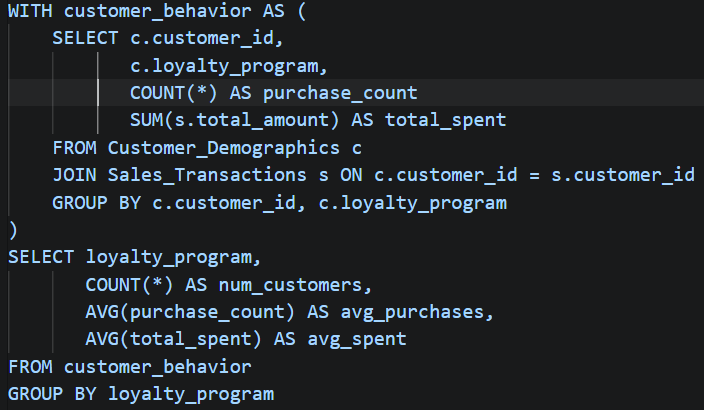 WITH customer_behavior AS (
    SELECT c.customer_id,
           c.loyalty_program,
           COUNT(*) AS purchase_count
           SUM(s.total_amount) AS total_spent
    FROM Customer_Demographics c
    JOIN Sales_Transactions s ON c.customer_id = s.customer_id
    GROUP BY c.customer_id, c.loyalty_program
)
SELECT loyalty_program,
       COUNT(*) AS num_customers,
       AVG(purchase_count) AS avg_purchases,
       AVG(total_spent) AS avg_spent
FROM customer_behavior
GROUP BY loyalty_program